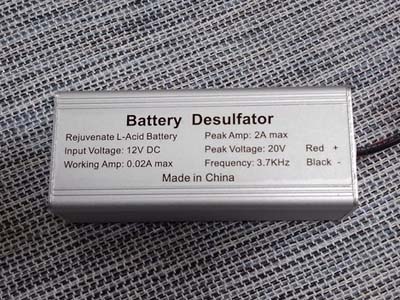 Battery Desulfator
Rejuvenate L-Acid Battery Peak Amp: 2A max
Input Voltage: 12V DC Peak Voltage: 20V Red +
Working Amp: 0.02A max Frequency: 3.7KHz Black -
Made in China